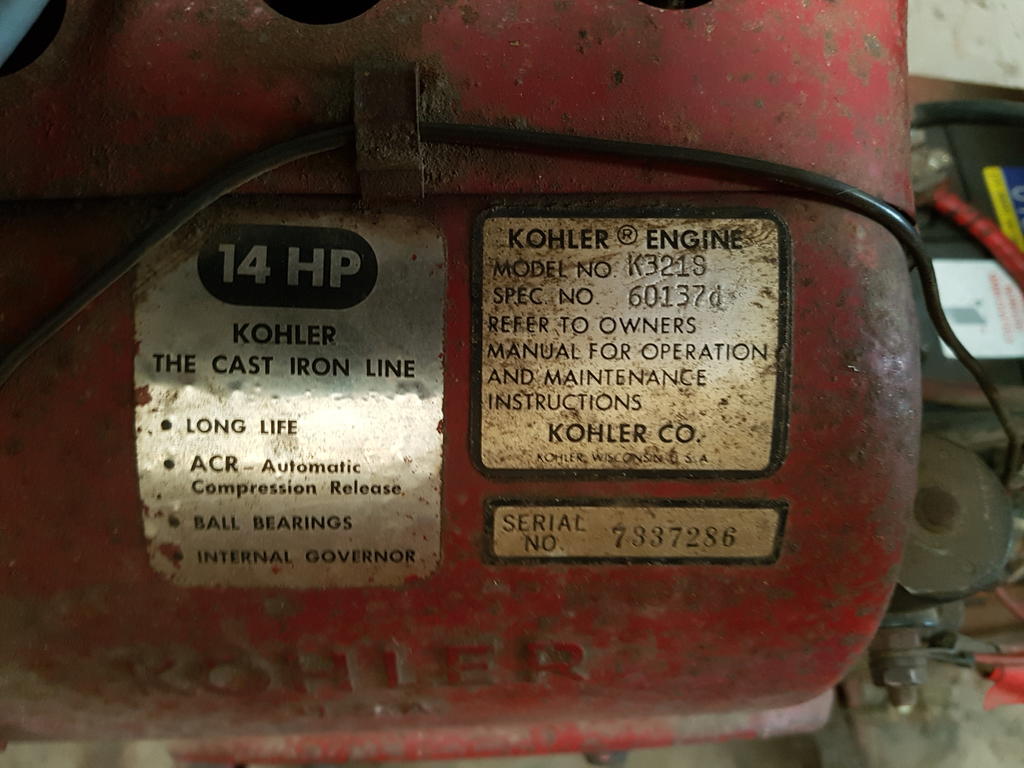 14 HP
KOHLER
THE CAST IRON LINE
• LONG LIFE
• ACR – Automatic
Compression Release.
• BALL BEARINGS
• INTERNAL GOVERNOR
KOHLER ® ENGINE
MODEL NO K321S
SPEC. NO 60137d
REFER TO OWNERS
MANUAL FOR OPERATION
AND MAINTENANCE
INSTRUCTIONS
KOHLER CO.
KOHLER, WISCONSIN U.S.A
SERIAL
NO. 7337286
KOHLER